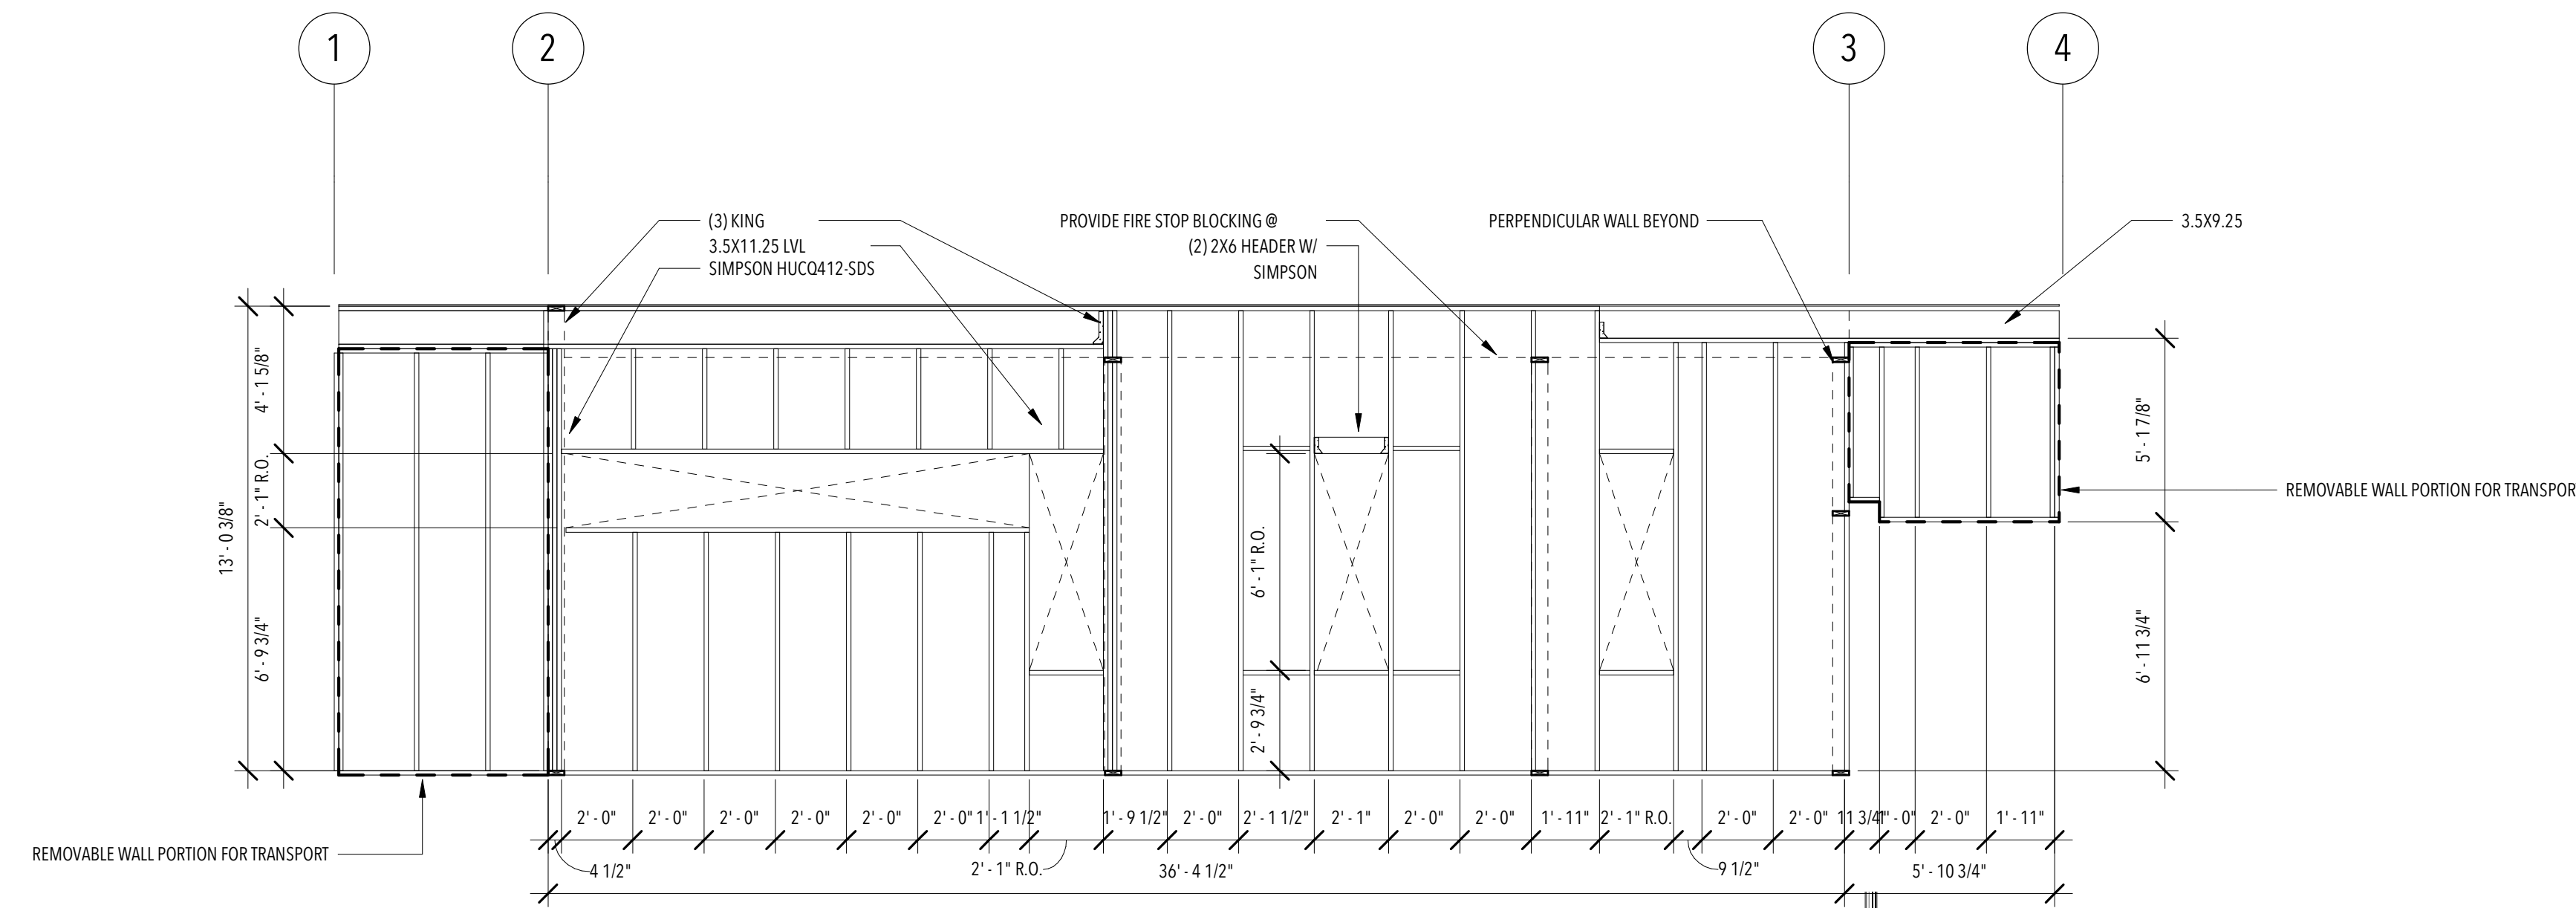 1
2
3
4
(3) KING
3.5X11.25 LVL
SIMPSON HUCQ412-SDS
PROVIDE FIRE STOP BLOCKING @
(2) 2X6 HEADER W/
SIMPSON
PERPENDICULAR WALL BEYOND
3.5X9.25
13' - 0 3/8"
4' - 1 5/8"
2' - 1" R.O.
6' - 9 3/4"
6' - 1" R.O.
2' - 9 3/4"
5' - 1 7/8"
6' - 11 3/4"
REMOVABLE WALL PORTION FOR TRANSPOR
REMOVABLE WALL PORTION FOR TRANSPORT
2' - 0"
2' - 0"
2' - 0"
2' - 0"
2' - 0"
2' - 0"
1' - 1 1/2"
1' - 9 1/2"
2' - 0"
2' - 1 1/2"
2' - 1"
2' - 0"
2' - 0"
1' - 11"
2' - 1" R.O.
2' - 0"
2' - 0"
11 3/4"
1' - 0"
2' - 0"
1' - 11"
4 1/2"
2' - 1" R.O.
36' - 4 1/2"
9 1/2"
5' - 10 3/4"